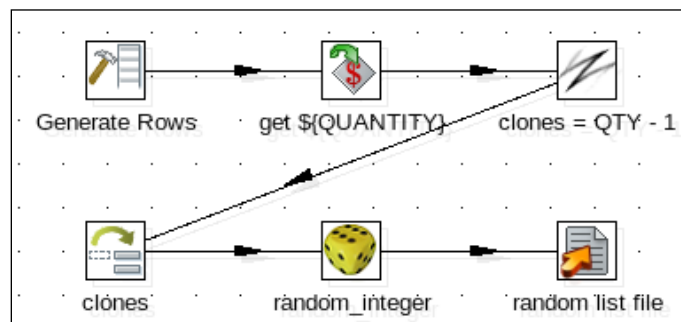 Generate Rows
get ${QUANTITY}
clones = QTY - 1
clones
random_integer
random list file